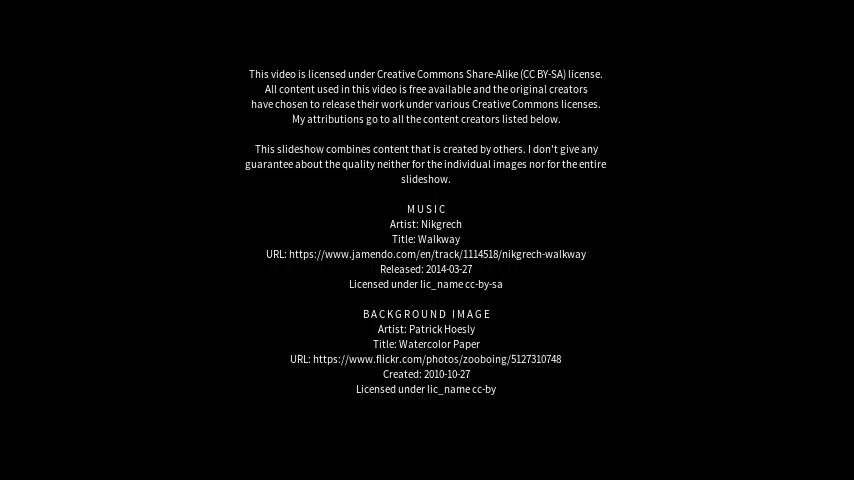 This video is licensed under Creative Commons Share-Alike (CC BY-SA) license.
All content used in this video is free available and the original creators
have chosen to release their work under various Creative Commons licenses.
My attributions go to all the content creators listed below.
This slideshow combines content that is created by others. I don't give any
guarantee about the quality neither for the individual images nor for the entire
slideshow.
MUSIC
Artist: Nikgrech
Title: Walkway
URL: https://www.jamendo.com/en/track/1114518/nikgrech-walkway
Released: 2014-03-27
Licensed under lic_name cc-by-sa
BACKGROUND IMAGE
Artist: Patrick Hoesly
Title: Watercolor Paper
URL: https://www.flickr.com/photos/zooboing/5127310748
Created: 2010-10-27
Licensed under lic_name cc-by